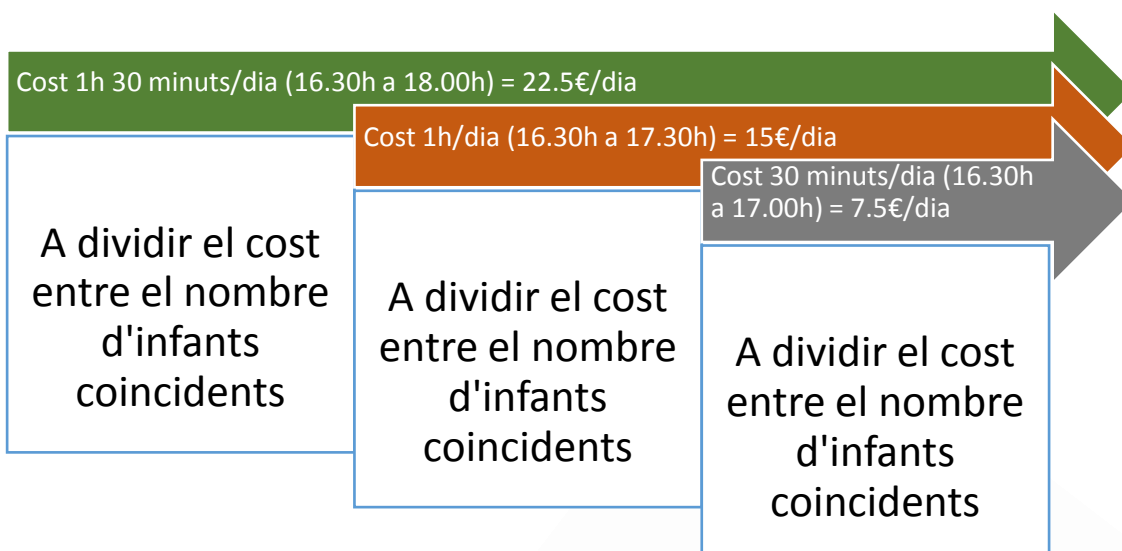 Cost 1h 30 minuts/dia (16.30h a 18.00h) = 22.5€/dia
A dividir el cost
entre el nombre
d'infants
coincidents
Cost 1h/dia (16.30h a 17.30h) = 15€/dia
A dividir el cost
entre el nombre
d'infants
coincidents
Cost 30 minuts/dia (16.30h
a 17.00h) = 7.5€/dia
A dividir el cost
entre el nombre
d'infants
coincidents